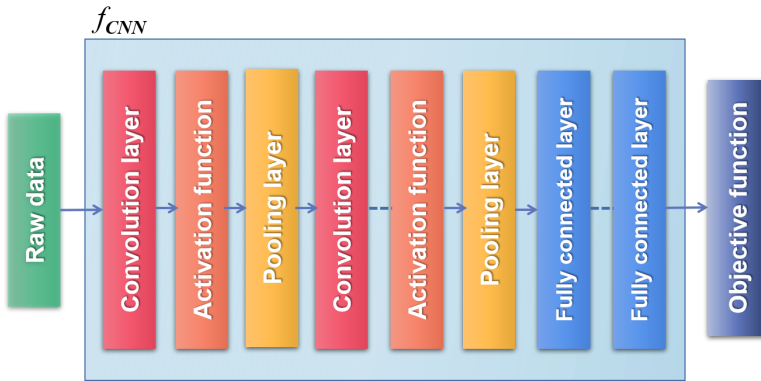 f_CNN
Raw data
Convolution layer
Activation function
Pooling layer
Convolution layer
Activation function
Pooling layer
Fully connected layer
Fully connected layer
Objective function